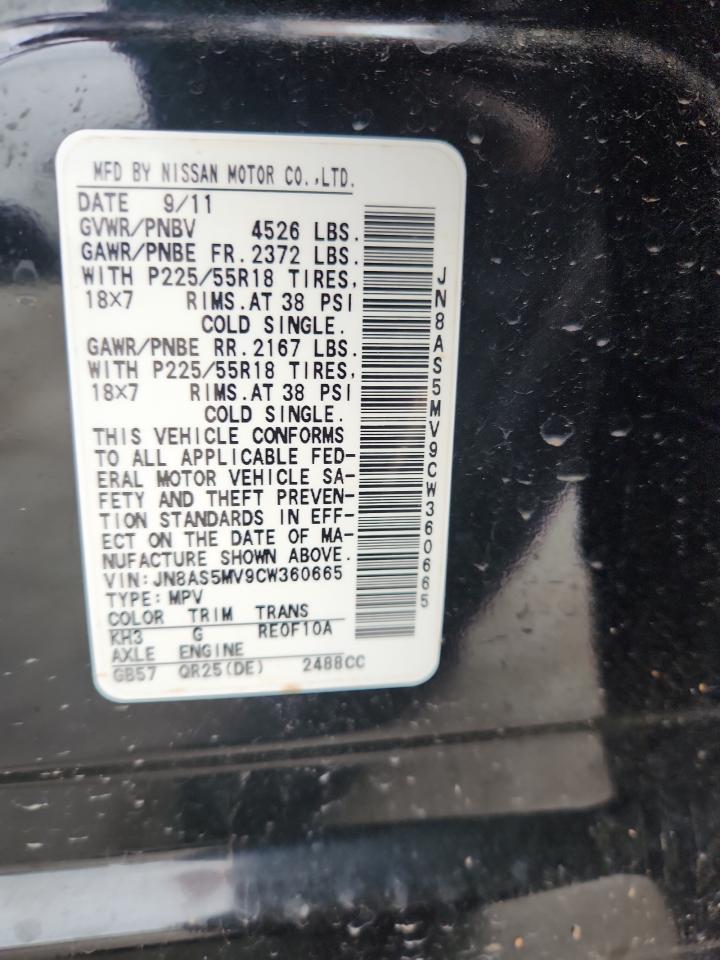 MFD BY NISSAN MOTOR CO.,LTD.
DATE 9/11
GVWR/PNBV 4526 LBS.
GAWR/PNBE FR. 2372 LBS.
WITH P225/55R18 TIRES,
18X7 RIMS. AT 38 PSI
COLD SINGLE.
GAWR/PNBE RR. 2167 LBS.
WITH P225/55R18 TIRES,
18X7 RIMS. AT 38 PSI
COLD SINGLE.
THIS VEHICLE CONFORMS
TO ALL APPLICABLE FED-
ERAL MOTOR VEHICLE SA-
FETY AND THEFT PREVEN-
TION STANDARDS IN EFF-
ECT ON THE DATE OF MA-
NUFACTURE SHOWN ABOVE.
VIN: JN8AS5MV9CW360665
TYPE: MPV
COLOR TRIM TRANS
KH3 G RE0F10A
AXLE ENGINE
GB57 QR25(DE) 2488CC
JN8AS5MV9CW360665